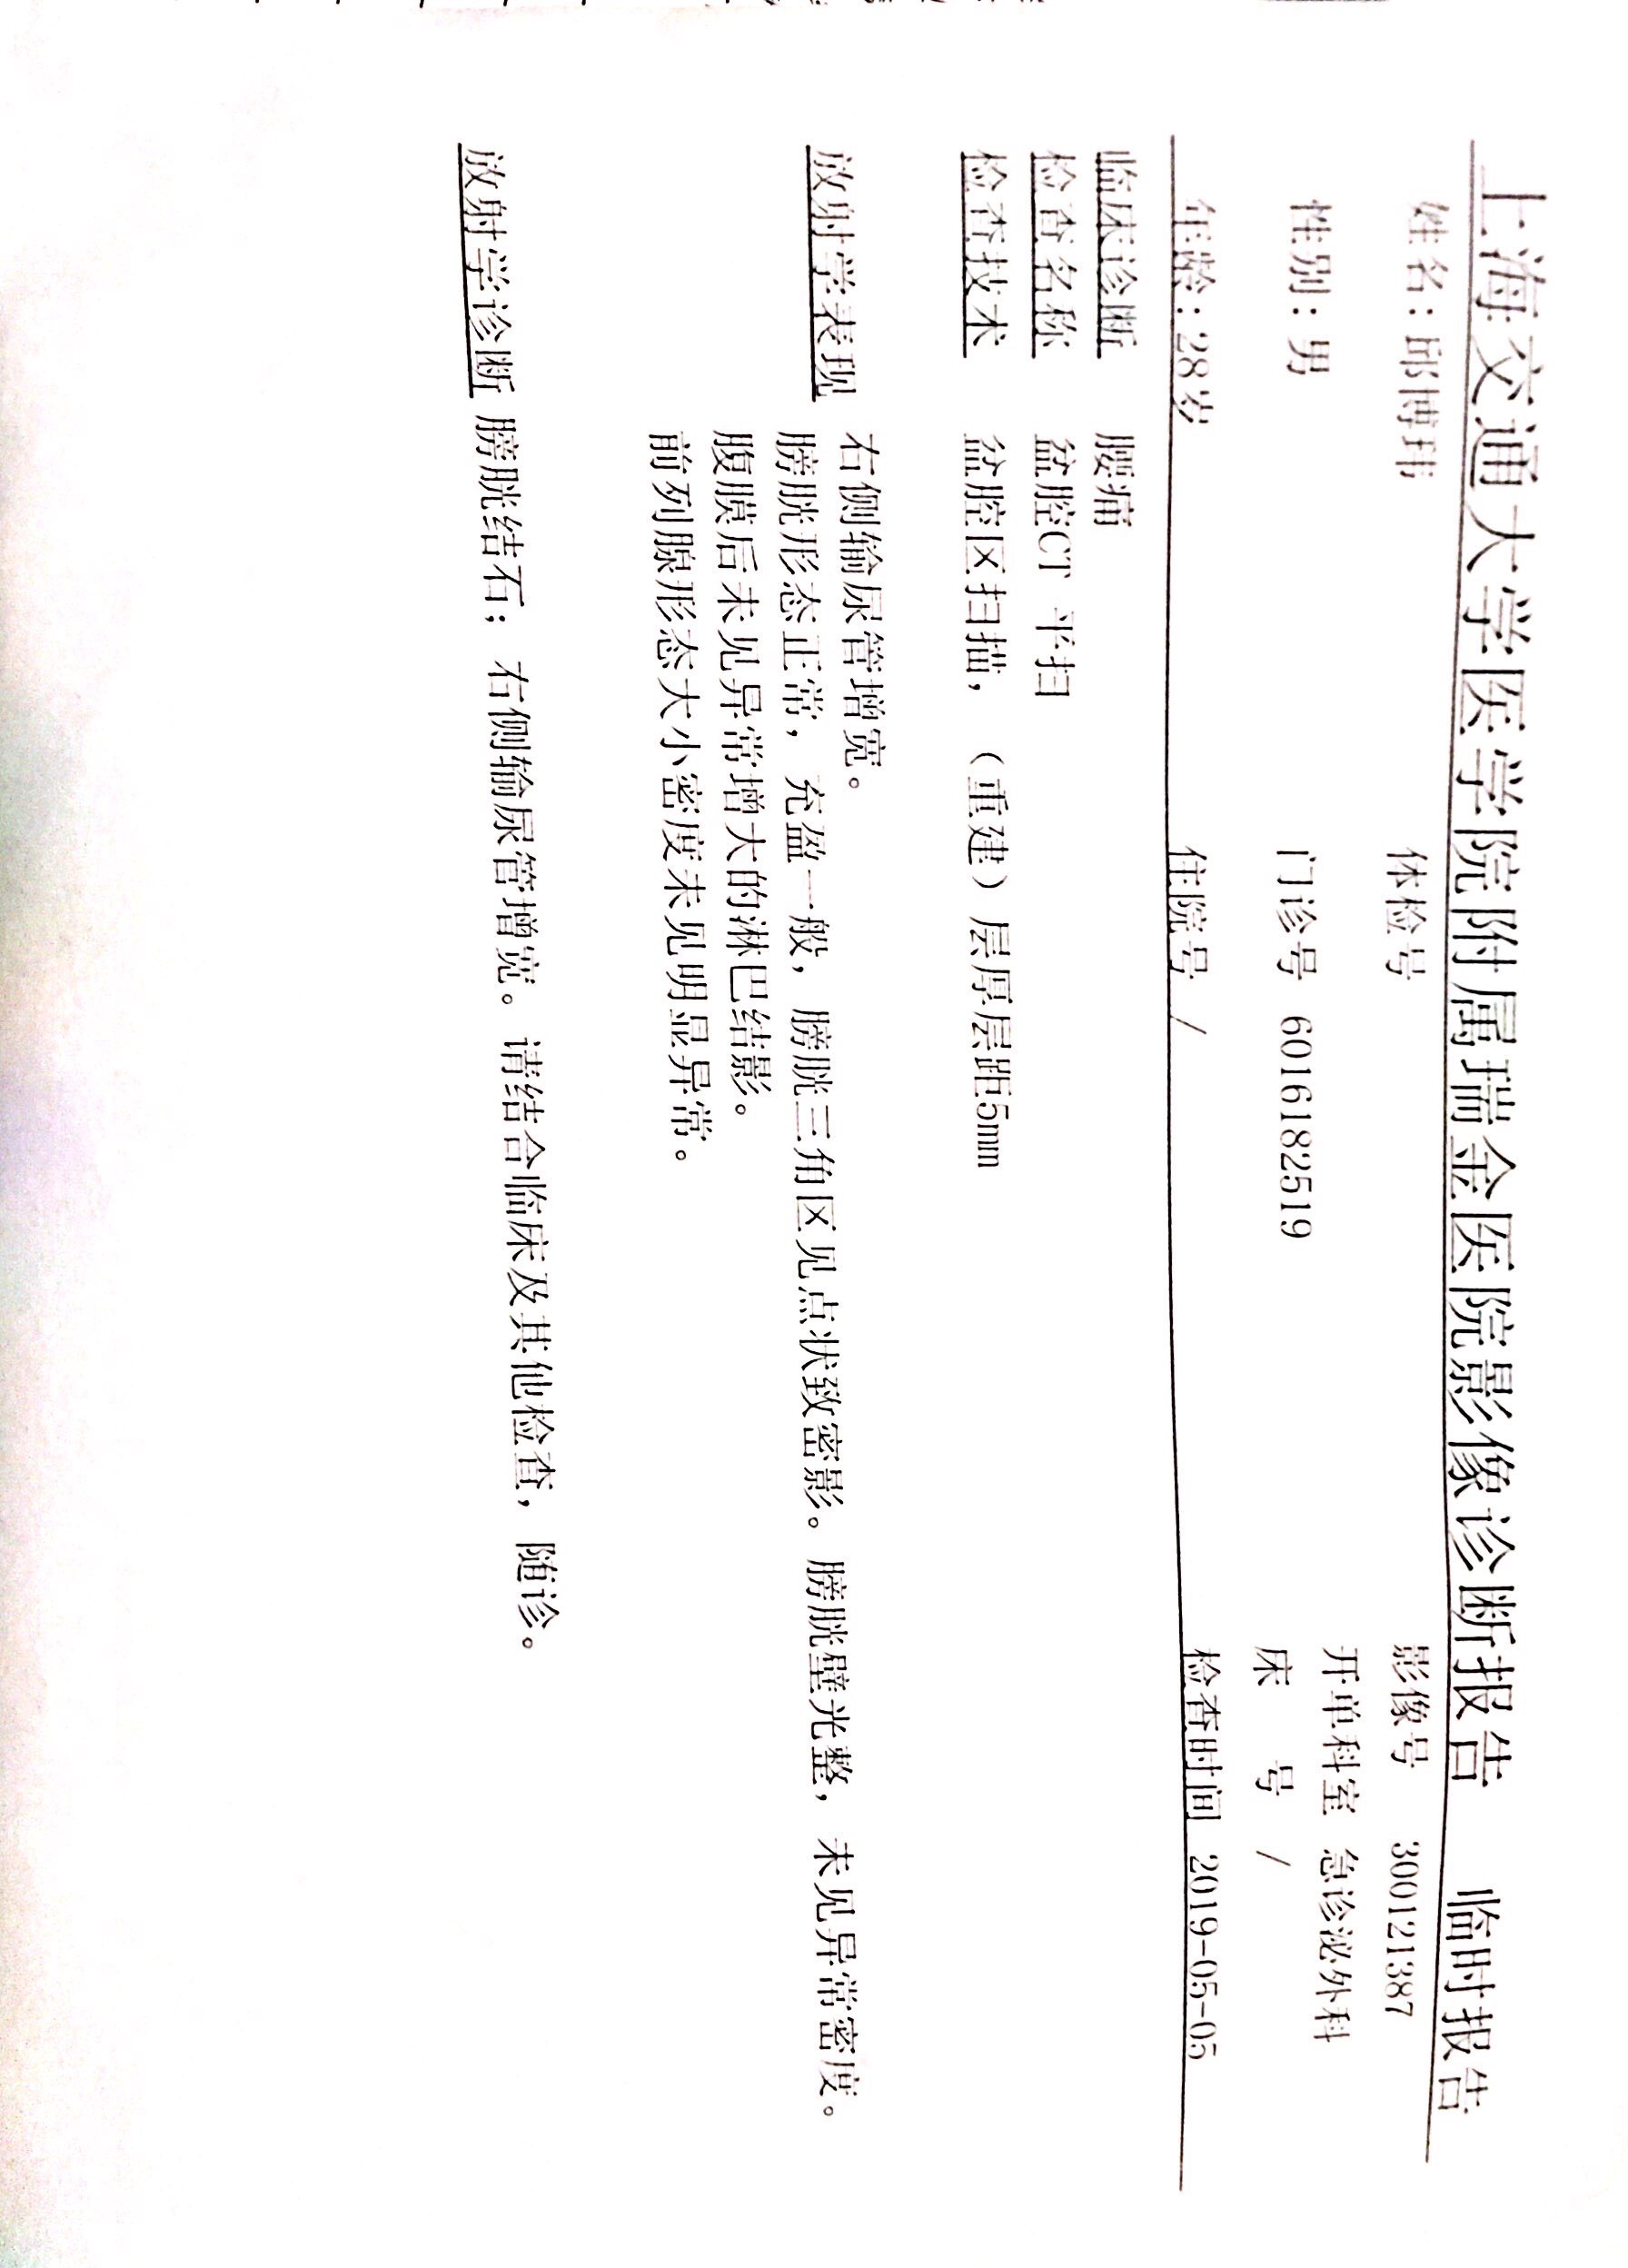 上海交通大学医学院附属瑞金医院影像诊断报告 临时报告
姓名: 邱博玮 体检号 影像号 300121387
开单科室 急诊泌外科
性别: 男 门诊号 6016182519
床 号 /
年龄: 28岁 住院号 / 检查时间 2019-05-05
临床诊断 腰痛
检查名称 盆腔CT 平扫
检查技术 盆腔区扫描，（重建）层厚层距5mm
放射学表现 右侧输尿管增宽。
膀胱形态正常，充盈一般，膀胱三角区见点状致密影。膀胱壁光整，未见异常密度。
腹膜后未见异常增大的淋巴结影。
前列腺形态大小密度未见明显异常。
放射学诊断 膀胱结石；右侧输尿管增宽。请结合临床及其他检查，随诊。